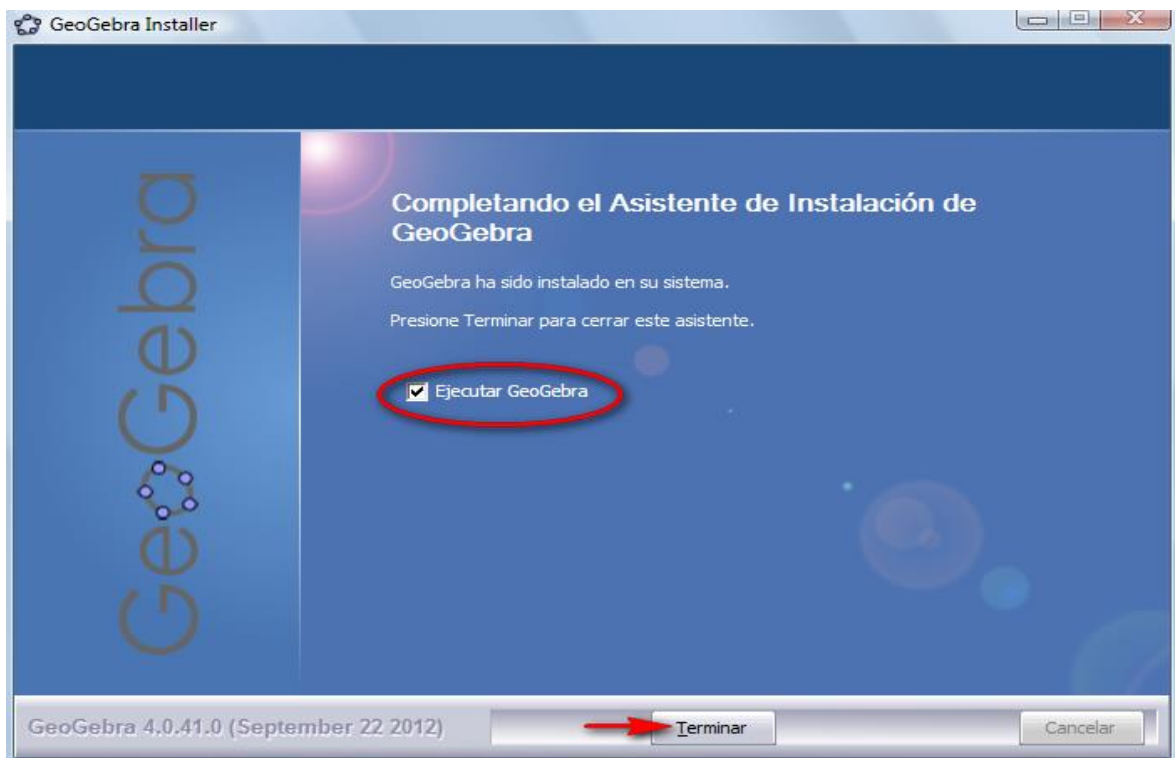 GeoGebra Installer
GeoGebra
Completando el Asistente de Instalación de
GeoGebra
GeoGebra ha sido instalado en su sistema.
Presione Terminar para cerrar este asistente.
Ejecutar GeoGebra
GeoGebra 4.0.41.0 (September 22 2012)
Terminar
Cancelar